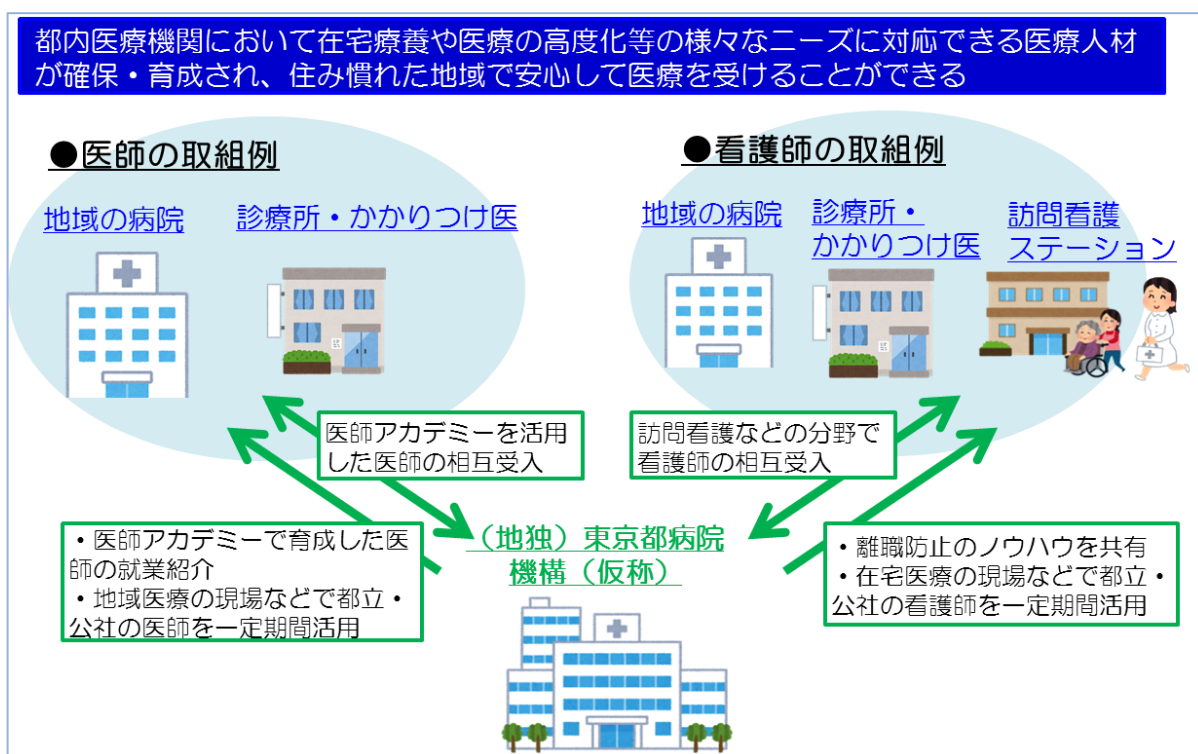 都内医療機関において在宅療養や医療の高度化等の様々なニーズに対応できる医療人材
が確保・育成され、住み慣れた地域で安心して医療を受けることができる
●医師の取組例
地域の病院
診療所・かかりつけ医
●看護師の取組例
地域の病院
診療所・
かかりつけ医
訪問看護
ステーション
医師アカデミーを活用
した医師の相互受入
訪問看護などの分野で
看護師の相互受入
・医師アカデミーで育成した医
師の就業紹介
・地域医療の現場などで都立・
公社の医師を一定期間活用
（地独）東京都病院
機構（仮称）
・離職防止のノウハウを共有
・在宅医療の現場などで都立・
公社の看護師を一定期間活用